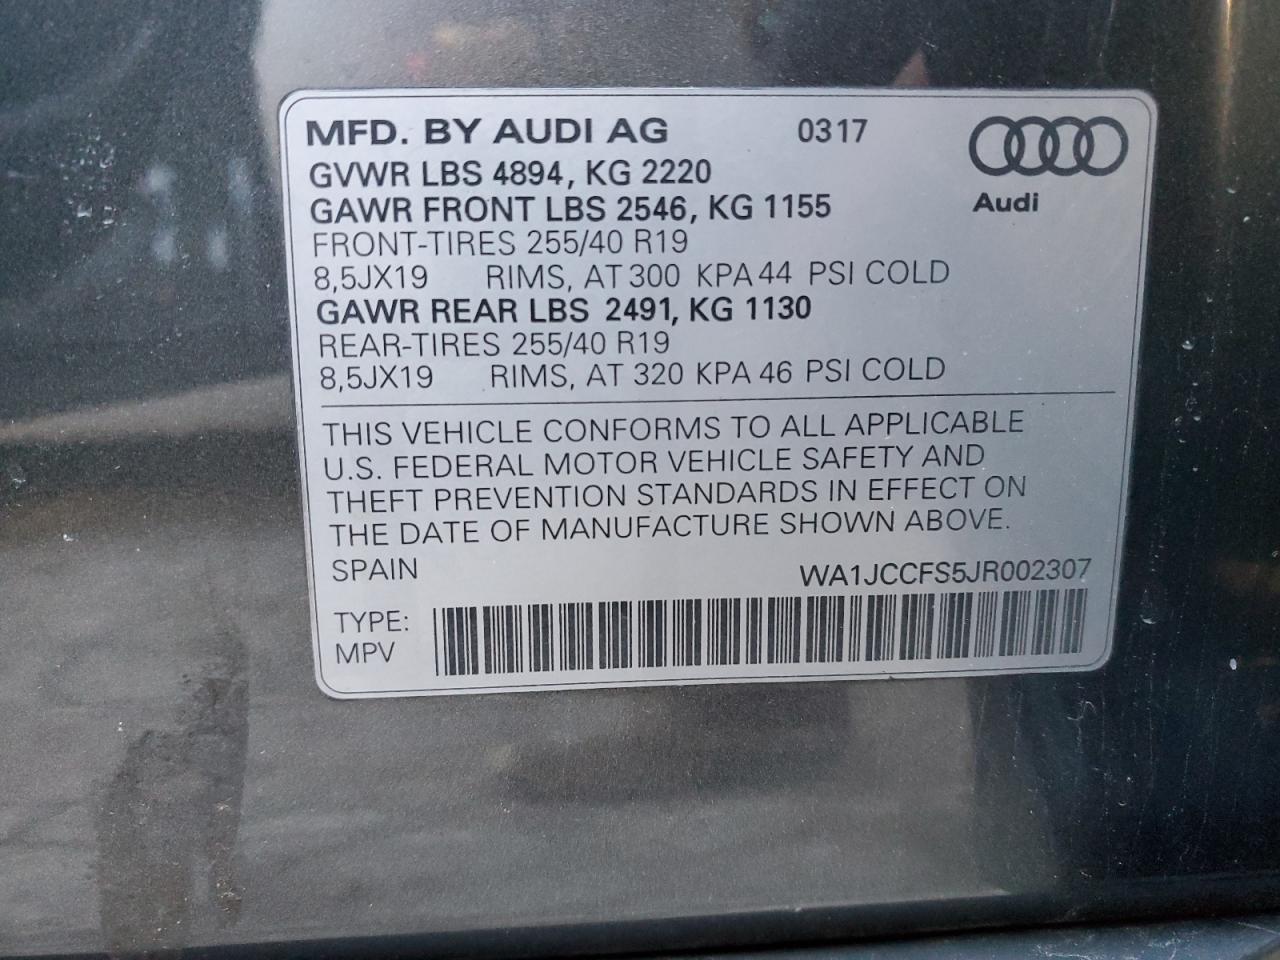 MFD. BY AUDI AG 0317
GVWR LBS 4894, KG 2220
GAWR FRONT LBS 2546, KG 1155
Audi
FRONT-TIRES 255/40 R19
8,5JX19 RIMS, AT 300 KPA 44 PSI COLD
GAWR REAR LBS 2491, KG 1130
REAR-TIRES 255/40 R19
8,5JX19 RIMS, AT 320 KPA 46 PSI COLD
THIS VEHICLE CONFORMS TO ALL APPLICABLE
U.S. FEDERAL MOTOR VEHICLE SAFETY AND
THEFT PREVENTION STANDARDS IN EFFECT ON
THE DATE OF MANUFACTURE SHOWN ABOVE.
SPAIN WA1JCCFS5JR002307
TYPE:
MPV